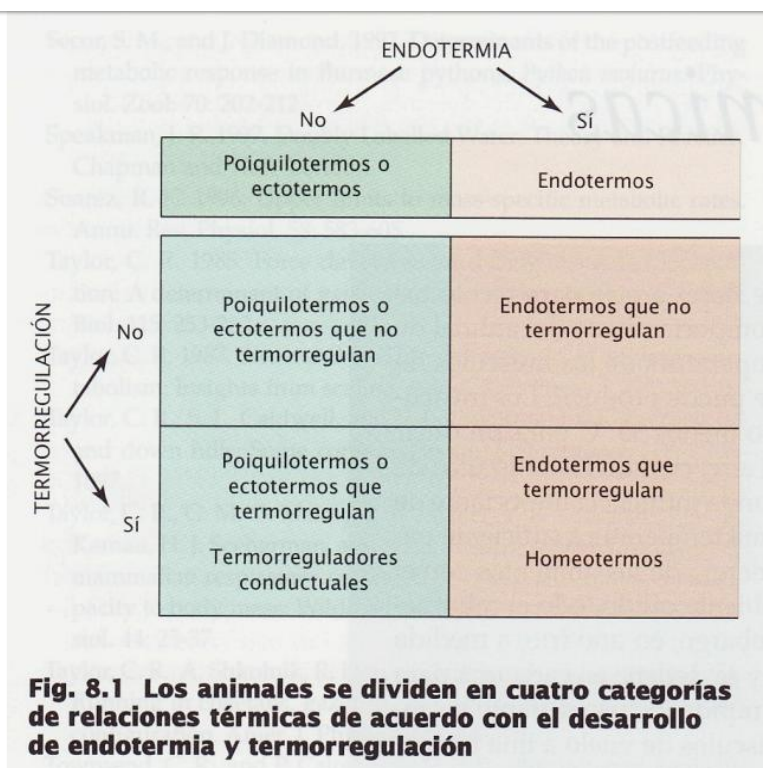 ENDOTERMIA
No
Sí
Poiquilotermos o
ectotermos
Endotermos
TERMORREGULACIÓN
No
Poiquilotermos o
ectotermos que no
termorregulan
Endotermos que no
termorregulan
Sí
Poiquilotermos o
ectotermos que
termorregulan
Termorreguladores
conductuales
Endotermos que
termorregulan
Homeotermos
Fig. 8.1 Los animales se dividen en cuatro categorías
de relaciones térmicas de acuerdo con el desarrollo
de endotermia y termorregulación